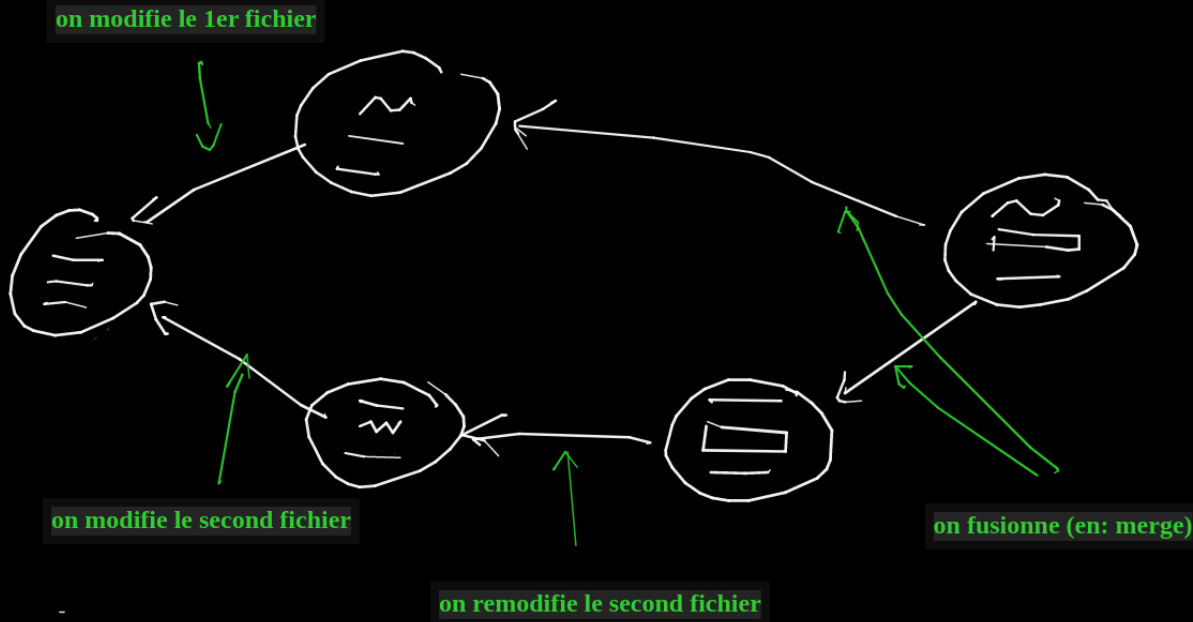 on modifie le 1er fichier
on modifie le second fichier
on fusionne (en: merge)
on remodifie le second fichier